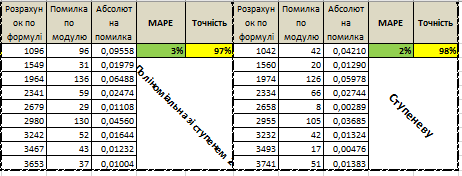 Розрахун Помилка Абсолют MAPE Точність Розрахун Помилка Абсолют MAPE Точність
ок по по на ок по по на
формулі модулю помилка формулі модулю помилка
1096 96 0,09558 3% 97% 1042 42 0,04210 2% 98%
1549 31 0,01979 1560 20 0,01290
1964 136 0,06488 1974 126 0,05978
2341 59 0,02474 2334 66 0,02744
2679 29 0,01108 2658 8 0,00289
2980 130 0,04560 2955 105 0,03685
3242 52 0,01644 3232 42 0,01324
3467 43 0,01232 3493 17 0,00476
3653 37 0,01004 3741 51 0,01383
Поліноміальна зі ступенем 2
Ступеневу